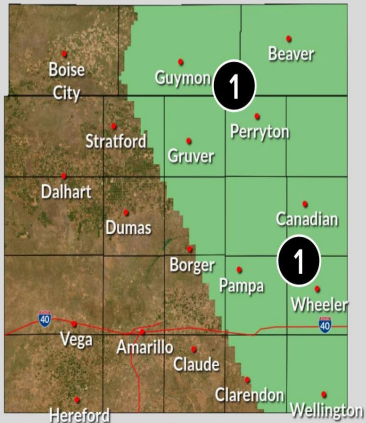 Beaver
Boise
City
Guymon
1
Stratford
Perryton
Gruver
Dalhart
Canadian
Dumas
1
Borger
Pampa
Wheeler
40
40
Vega
Amarillo
Claude
Clarendon
Hereford
Wellington